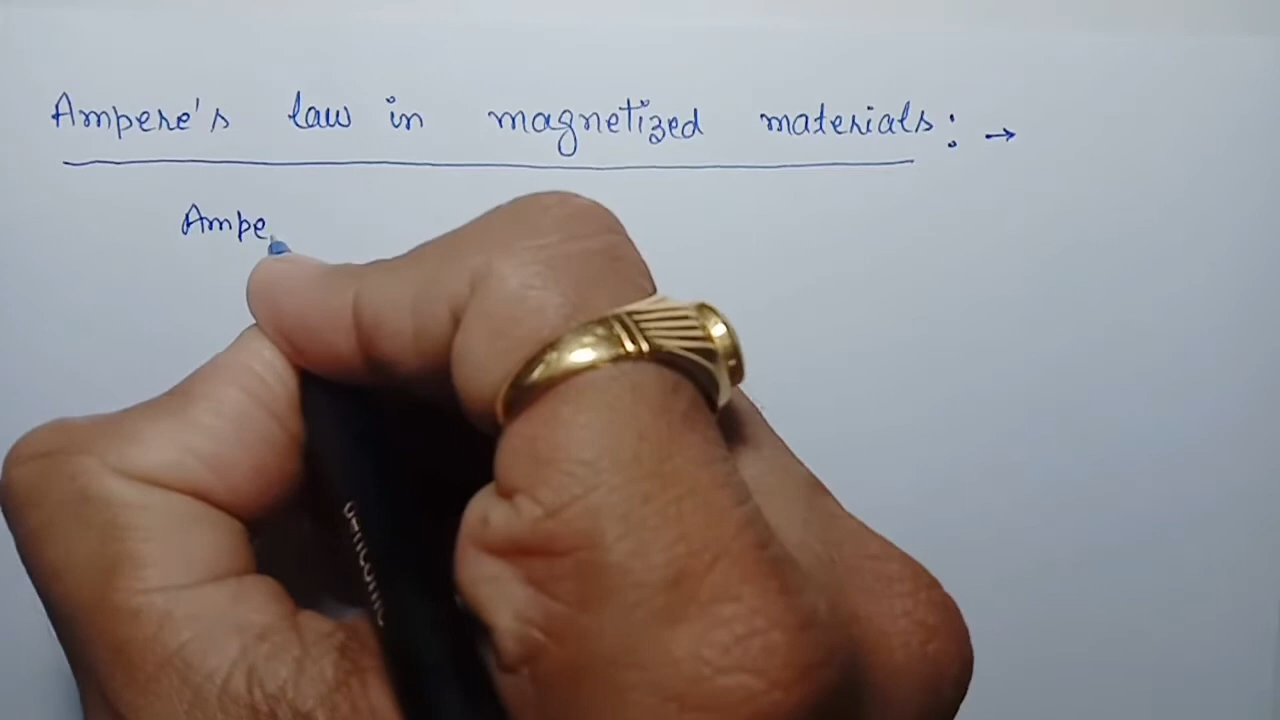 Ampere's law in magnetized materials: →
Ampe